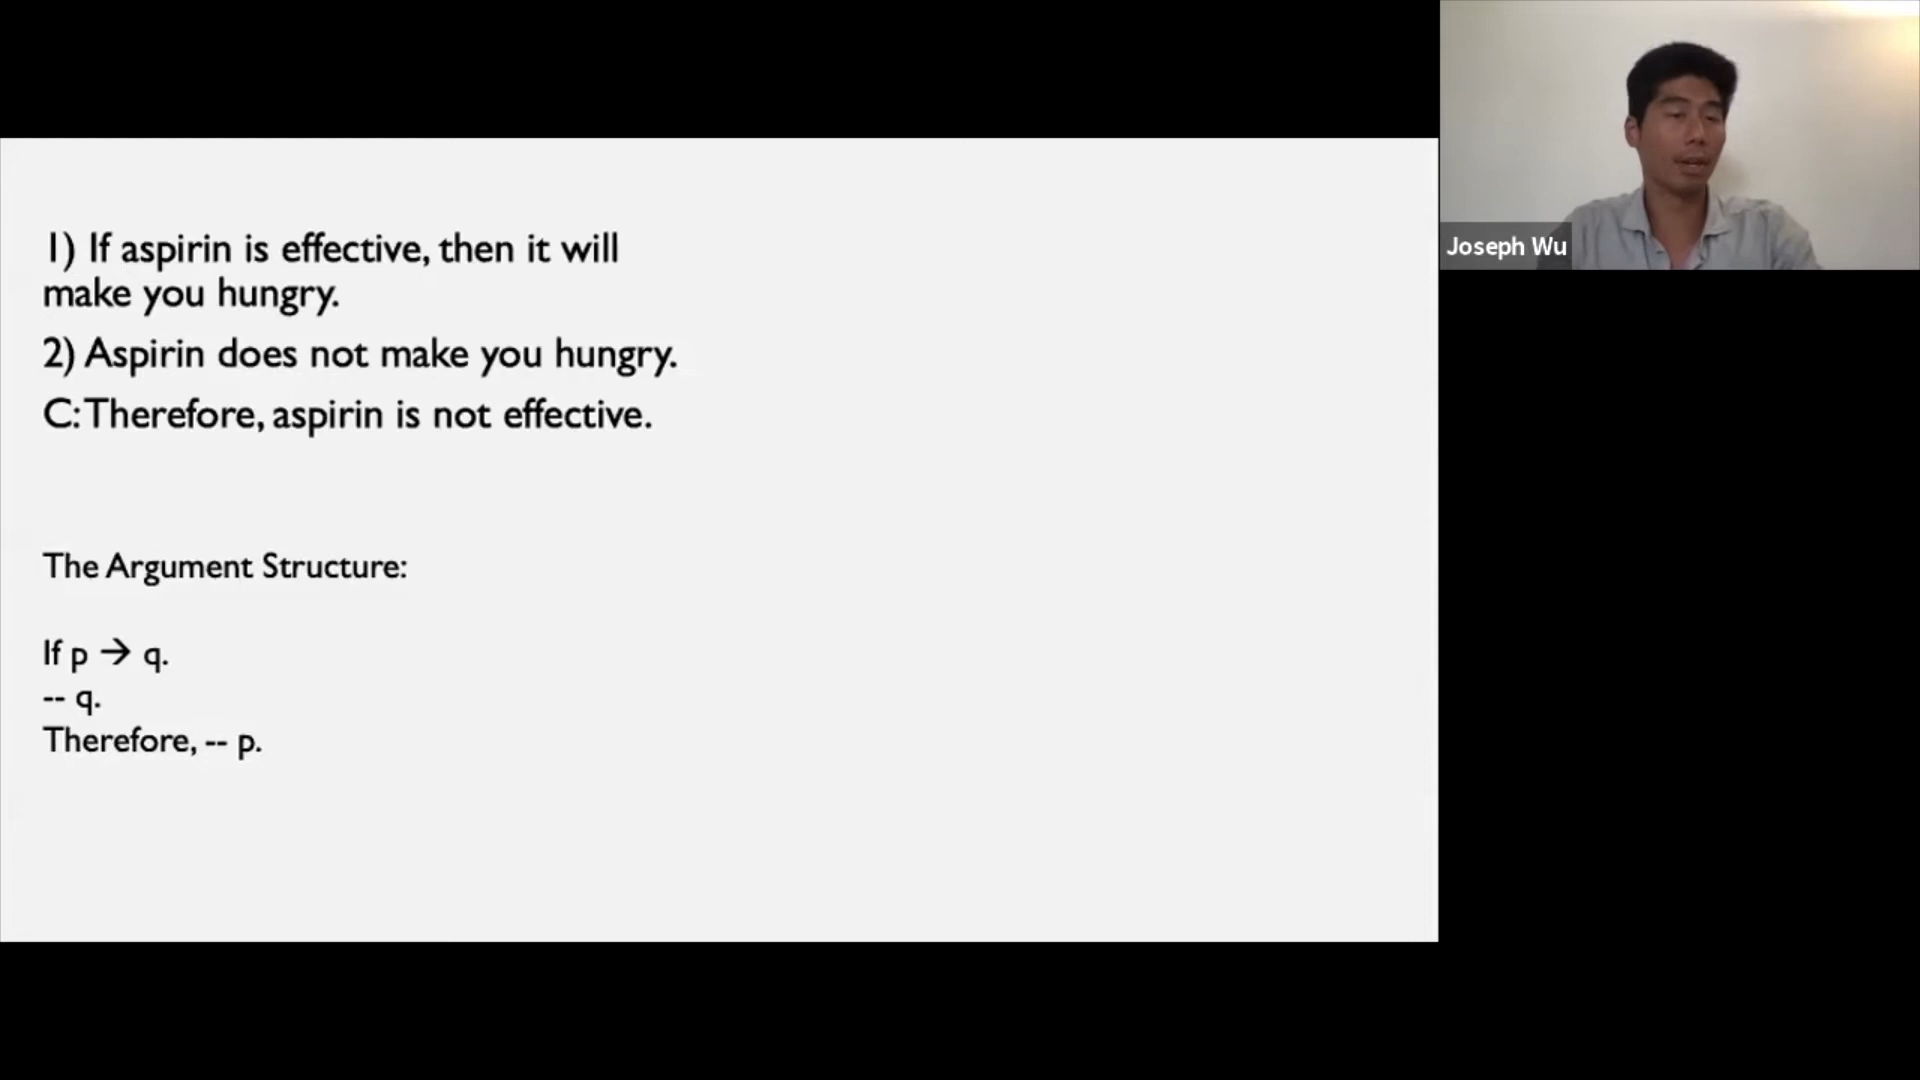 1) If aspirin is effective, then it will
make you hungry.
2) Aspirin does not make you hungry.
C: Therefore, aspirin is not effective.
The Argument Structure:
If p → q.
-- q.
Therefore, -- p.
Joseph Wu